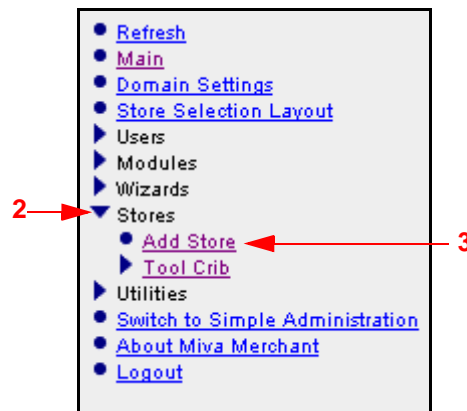 Refresh
Main
Domain Settings
Store Selection Layout
Users
Modules
Wizards
2 Stores
Add Store 3
Tool Crib
Utilities
Switch to Simple Administration
About Miva Merchant
Logout